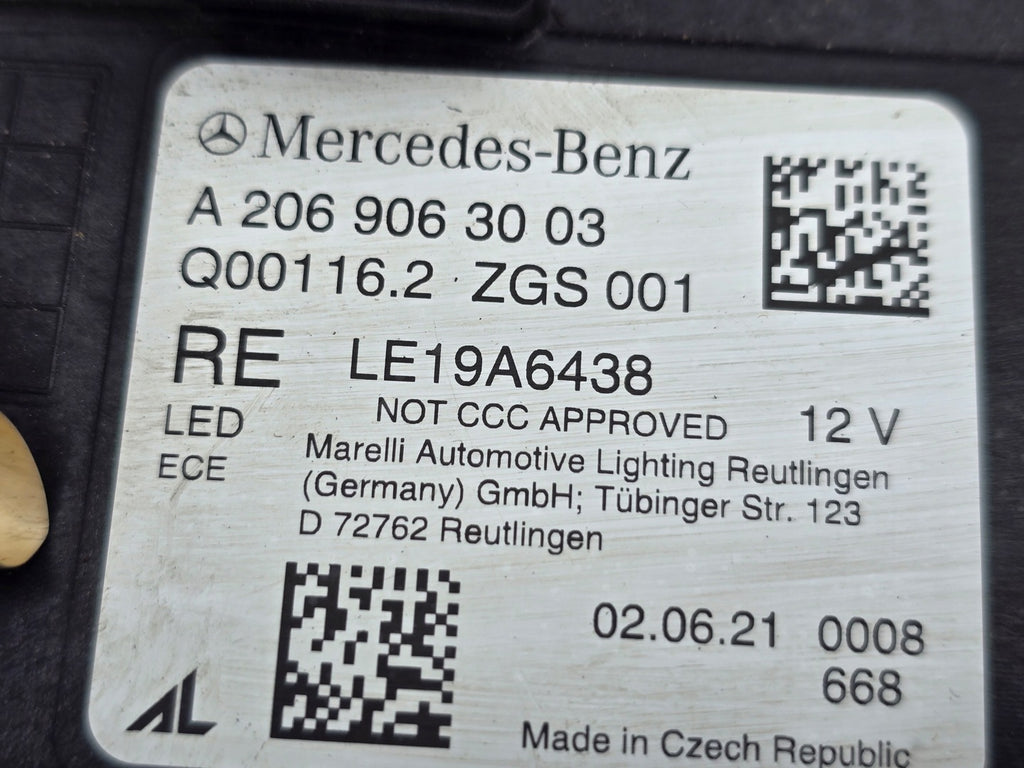 Mercedes-Benz
A 206 906 30 03
Q00116.2 ZGS 001
RE LE19A6438
LED NOT CCC APPROVED 12 V
ECE Marelli Automotive Lighting Reutlingen
(Germany) GmbH; Tübinger Str. 123
D 72762 Reutlingen
02.06.21 0008
668
AL
Made in Czech Republic